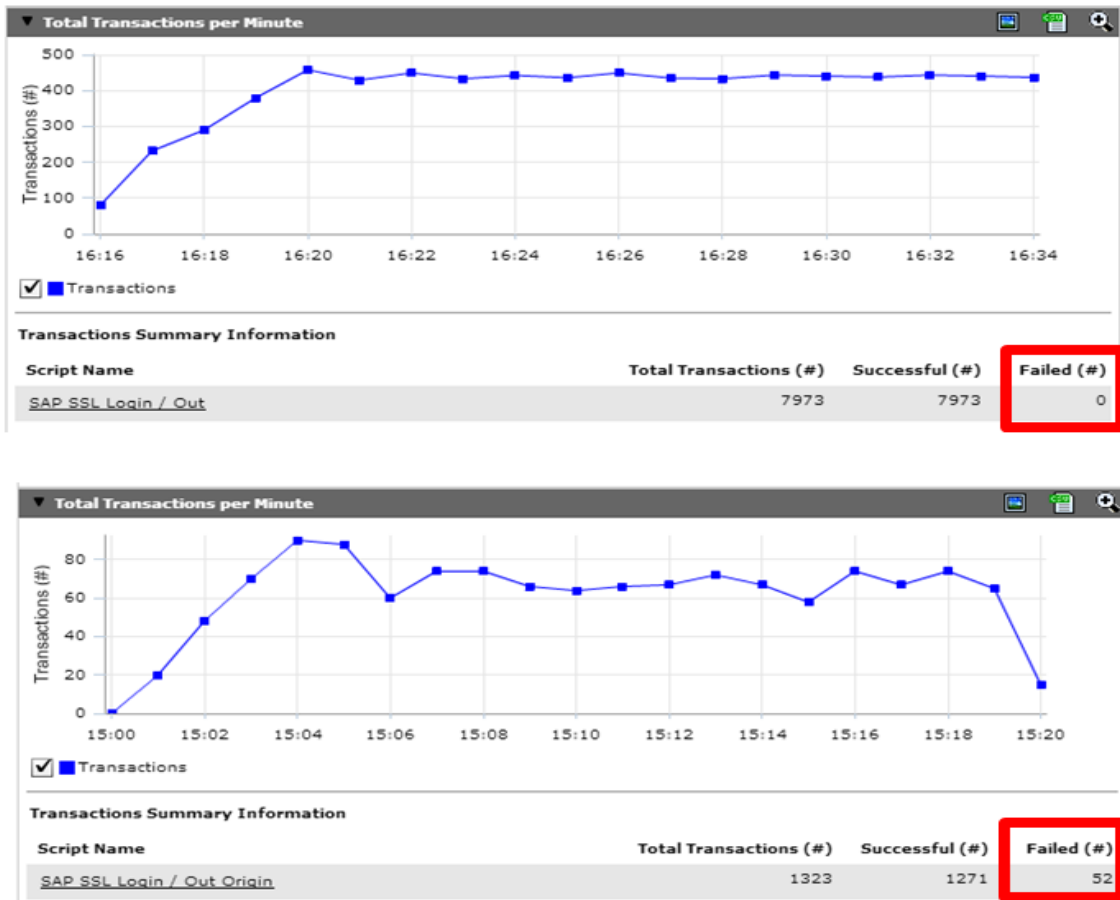 Total Transactions per Minute
500
400
300
200
100
0
Transactions (#)
16:16 16:18 16:20 16:22 16:24 16:26 16:28 16:30 16:32 16:34
Transactions
Transactions Summary Information
Script Name Total Transactions (#) Successful (#) Failed (#)
SAP SSL Login / Out 7973 7973 0
Total Transactions per Minute
80
60
40
20
0
Transactions (#)
15:00 15:02 15:04 15:06 15:08 15:10 15:12 15:14 15:16 15:18 15:20
Transactions
Transactions Summary Information
Script Name Total Transactions (#) Successful (#) Failed (#)
SAP SSL Login / Out Origin 1323 1271 52